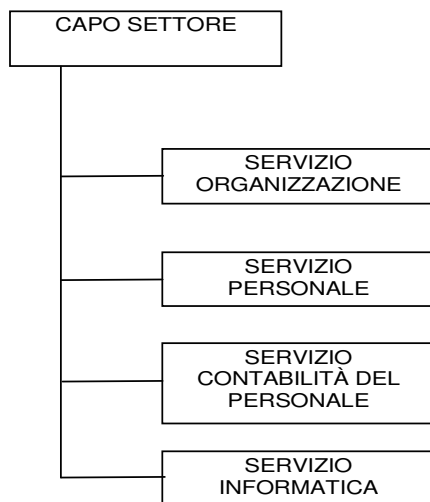 CAPO SETTORE
SERVIZIO
ORGANIZZAZIONE
SERVIZIO
PERSONALE
SERVIZIO
CONTABILITÀ DEL
PERSONALE
SERVIZIO
INFORMATICA